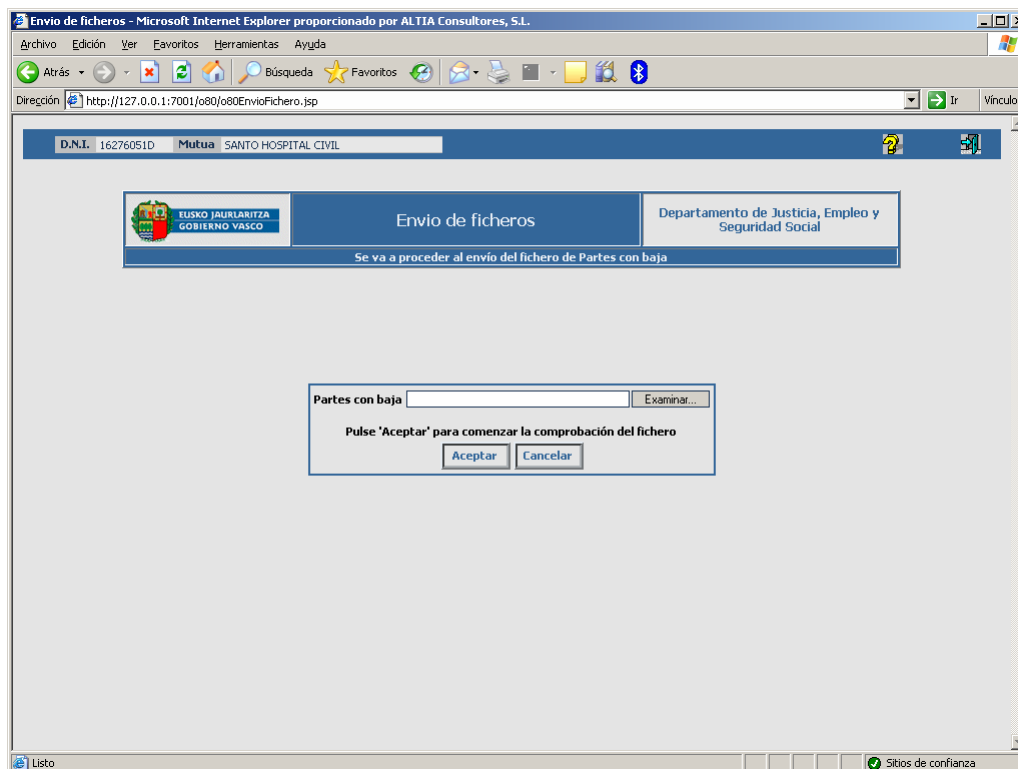 Envio de ficheros - Microsoft Internet Explorer proporcionado por ALTIA Consultores, S.L.
Archivo Edición Ver Favoritos Herramientas Ayuda
Atrás Búsqueda Favoritos
Dirección http://127.0.0.1:7001/o80/o80EnvioFichero.jsp Ir Vínculo
D.N.I. 16276051D Mutua SANTO HOSPITAL CIVIL
EUSKO JAURLARITZA
GOBIERNO VASCO
Envio de ficheros
Departamento de Justicia, Empleo y
Seguridad Social
Se va a proceder al envío del fichero de Partes con baja
Partes con baja Examinar...
Pulse 'Aceptar' para comenzar la comprobación del fichero
Aceptar Cancelar
Listo Sitios de confianza